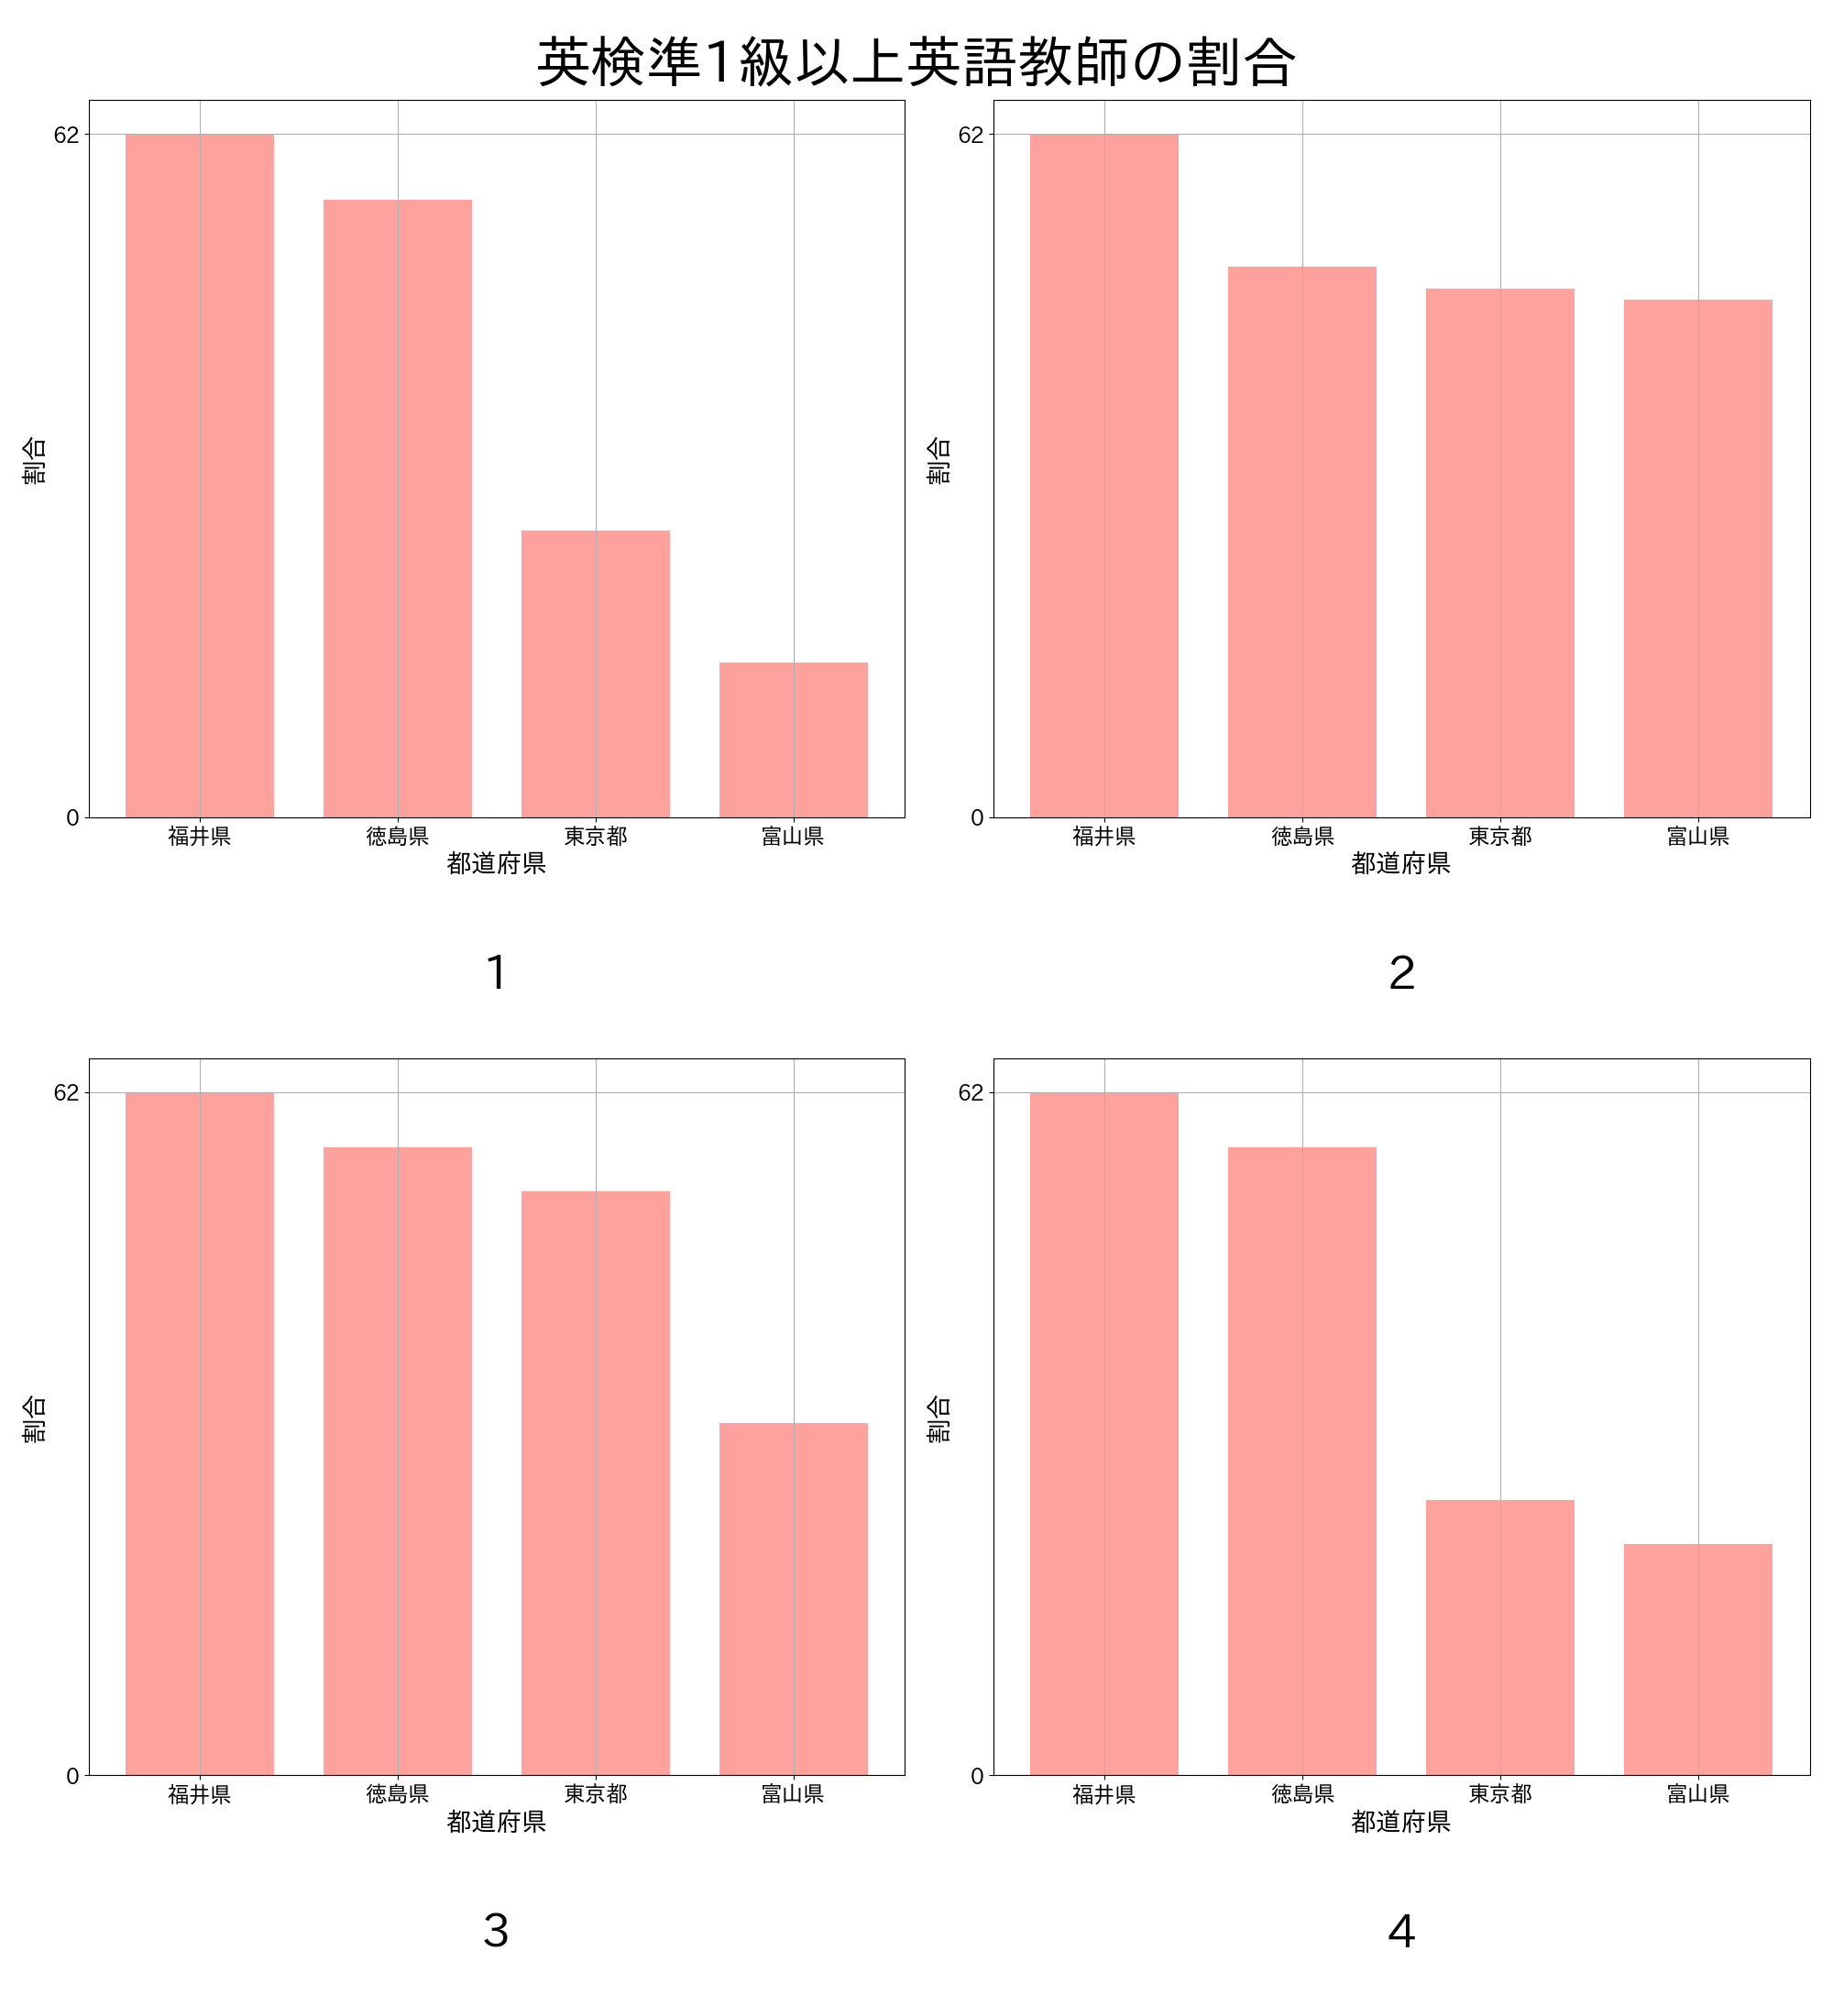 英検準1級以上英語教師の割合
62
割合
0
福井県 徳島県 東京都 富山県
都道府県
1
62
割合
0
福井県 徳島県 東京都 富山県
都道府県
2
62
割合
0
福井県 徳島県 東京都 富山県
都道府県
3
62
割合
0
福井県 徳島県 東京都 富山県
都道府県
4